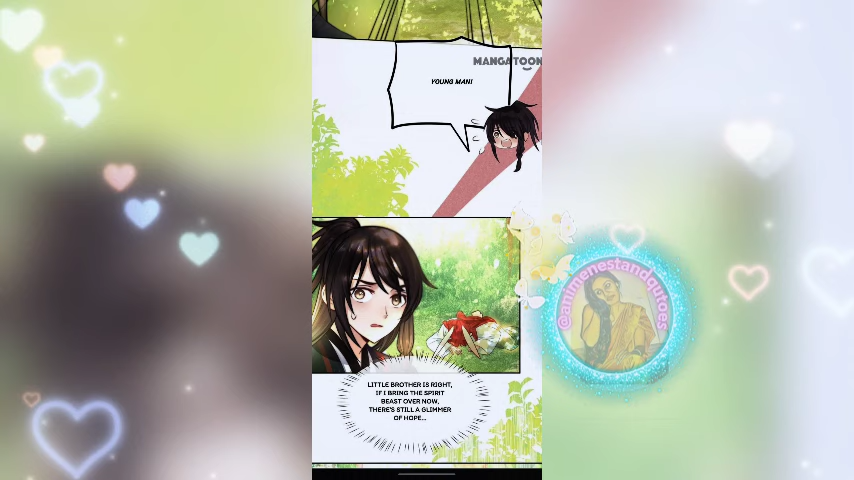 MANGATOON
YOUNG MAN!
@animenestandqutoes
LITTLE BROTHER IS RIGHT,
IF I BRING THE SPIRIT
BEAST OVER NOW,
THERE'S STILL A GLIMMER
OF HOPE...